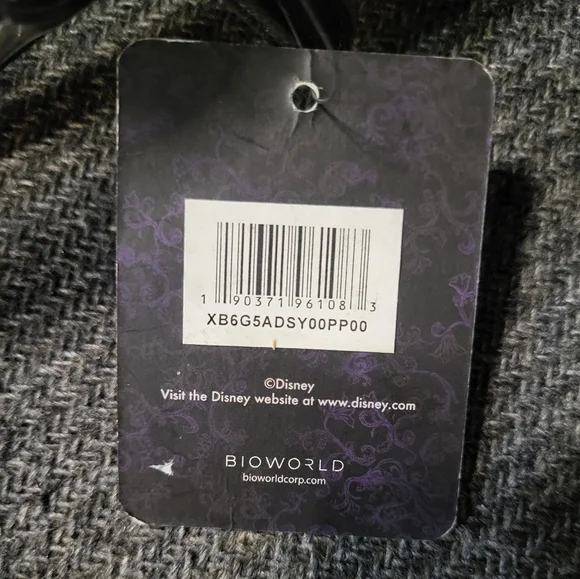 1 90371 96108 3
XB6G5ADSY00PP00
©Disney
Visit the Disney website at www.disney.com
BIOWORLD
bioworldcorp.com